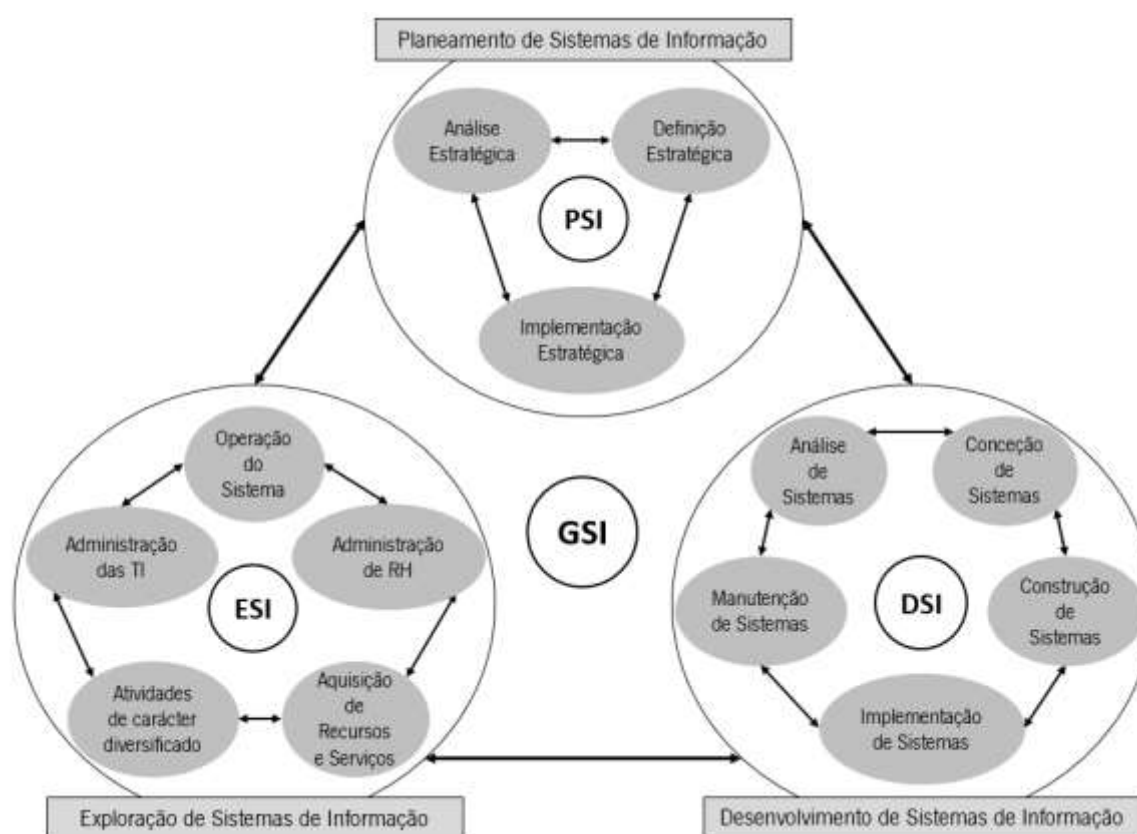 Planeamento de Sistemas de Informação
Análise
Estratégica
Definição
Estratégica
PSI
Implementação
Estratégica
Operação
do
Sistema
Administração
das TI
Administração
de RH
ESI
Atividades
de carácter
diversificado
Aquisição
de
Recursos
e Serviços
Exploração de Sistemas de Informação
GSI
Análise
de
Sistemas
Conceção
de
Sistemas
Manutenção
de Sistemas
DSI
Construção
de
Sistemas
Implementação
de Sistemas
Desenvolvimento de Sistemas de Informação